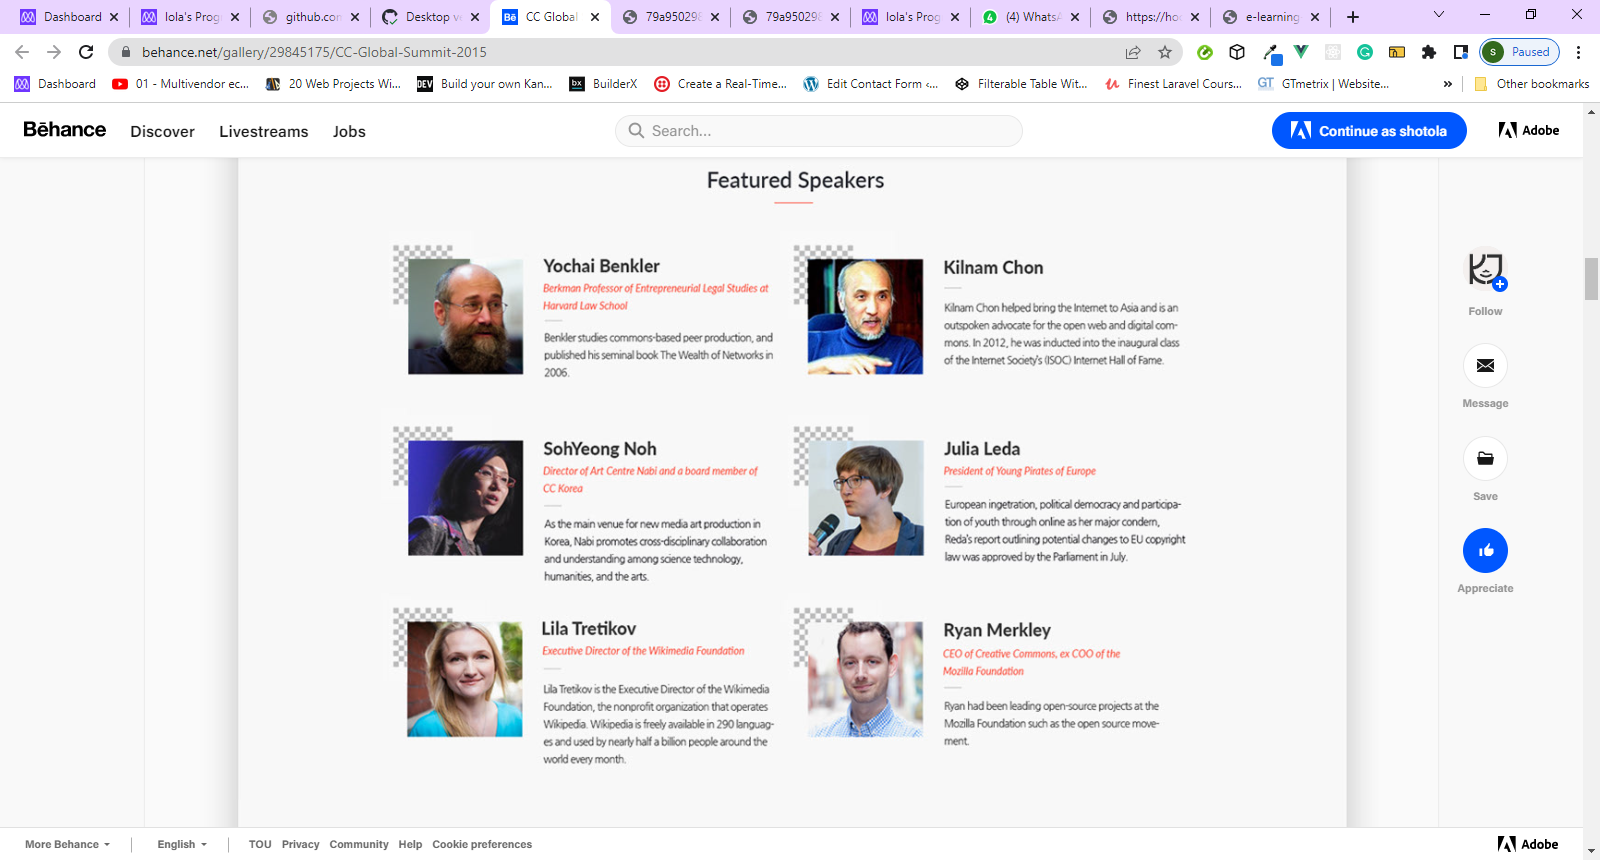 Dashboard
lola's Prog
github.com
Desktop ve
CC Global
79a950298
79a950298
lola's Prog
(4) WhatsA
https://hoo
e-learning
behance.net/gallery/29845175/CC-Global-Summit-2015
S Paused
Dashboard
01 - Multivendor ec...
20 Web Projects Wi...
DEV Build your own Kan...
bx BuilderX
Create a Real-Time...
Edit Contact Form ‹...
Filterable Table Wit...
Finest Laravel Cours...
GT GTmetrix | Website...
»
Other bookmarks
Bēhance
Discover
Livestreams
Jobs
Search...
Continue as shotola
Adobe
Featured Speakers
Yochai Benkler
Berkman Professor of Entrepreneurial Legal Studies at
Harvard Law School
Benkler studies commons-based peer production, and
published his seminal book The Wealth of Networks in
2006.
Kilnam Chon
Kilnam Chon helped bring the Internet to Asia and is an
outspoken advocate for the open web and digital com-
mons. In 2012, he was inducted into the inaugural class
of the Internet Society's (ISOC) Internet Hall of Fame.
SohYeong Noh
Director of Art Centre Nabi and a board member of
CC Korea
As the main venue for new media art production in
Korea, Nabi promotes cross-disciplinary collaboration
and understanding among science technology,
humanities, and the arts.
Julia Leda
President of Young Pirates of Europe
European ingetration, political democracy and participa-
tion of youth through online as her major condern,
Reda's report outlining potential changes to EU copyright
law was approved by the Parliament in July.
Lila Tretikov
Executive Director of the Wikimedia Foundation
Lila Tretikov is the Executive Director of the Wikimedia
Foundation, the nonprofit organization that operates
Wikipedia. Wikipedia is freely available in 290 languag-
es and used by nearly half a billion people around the
world every month.
Ryan Merkley
CEO of Creative Commons, ex COO of the
Mozilla Foundation
Ryan had been leading open-source projects at the
Mozilla Foundation such as the open source move-
ment.
Follow
Message
Save
Appreciate
More Behance
English
TOU
Privacy
Community
Help
Cookie preferences
Adobe